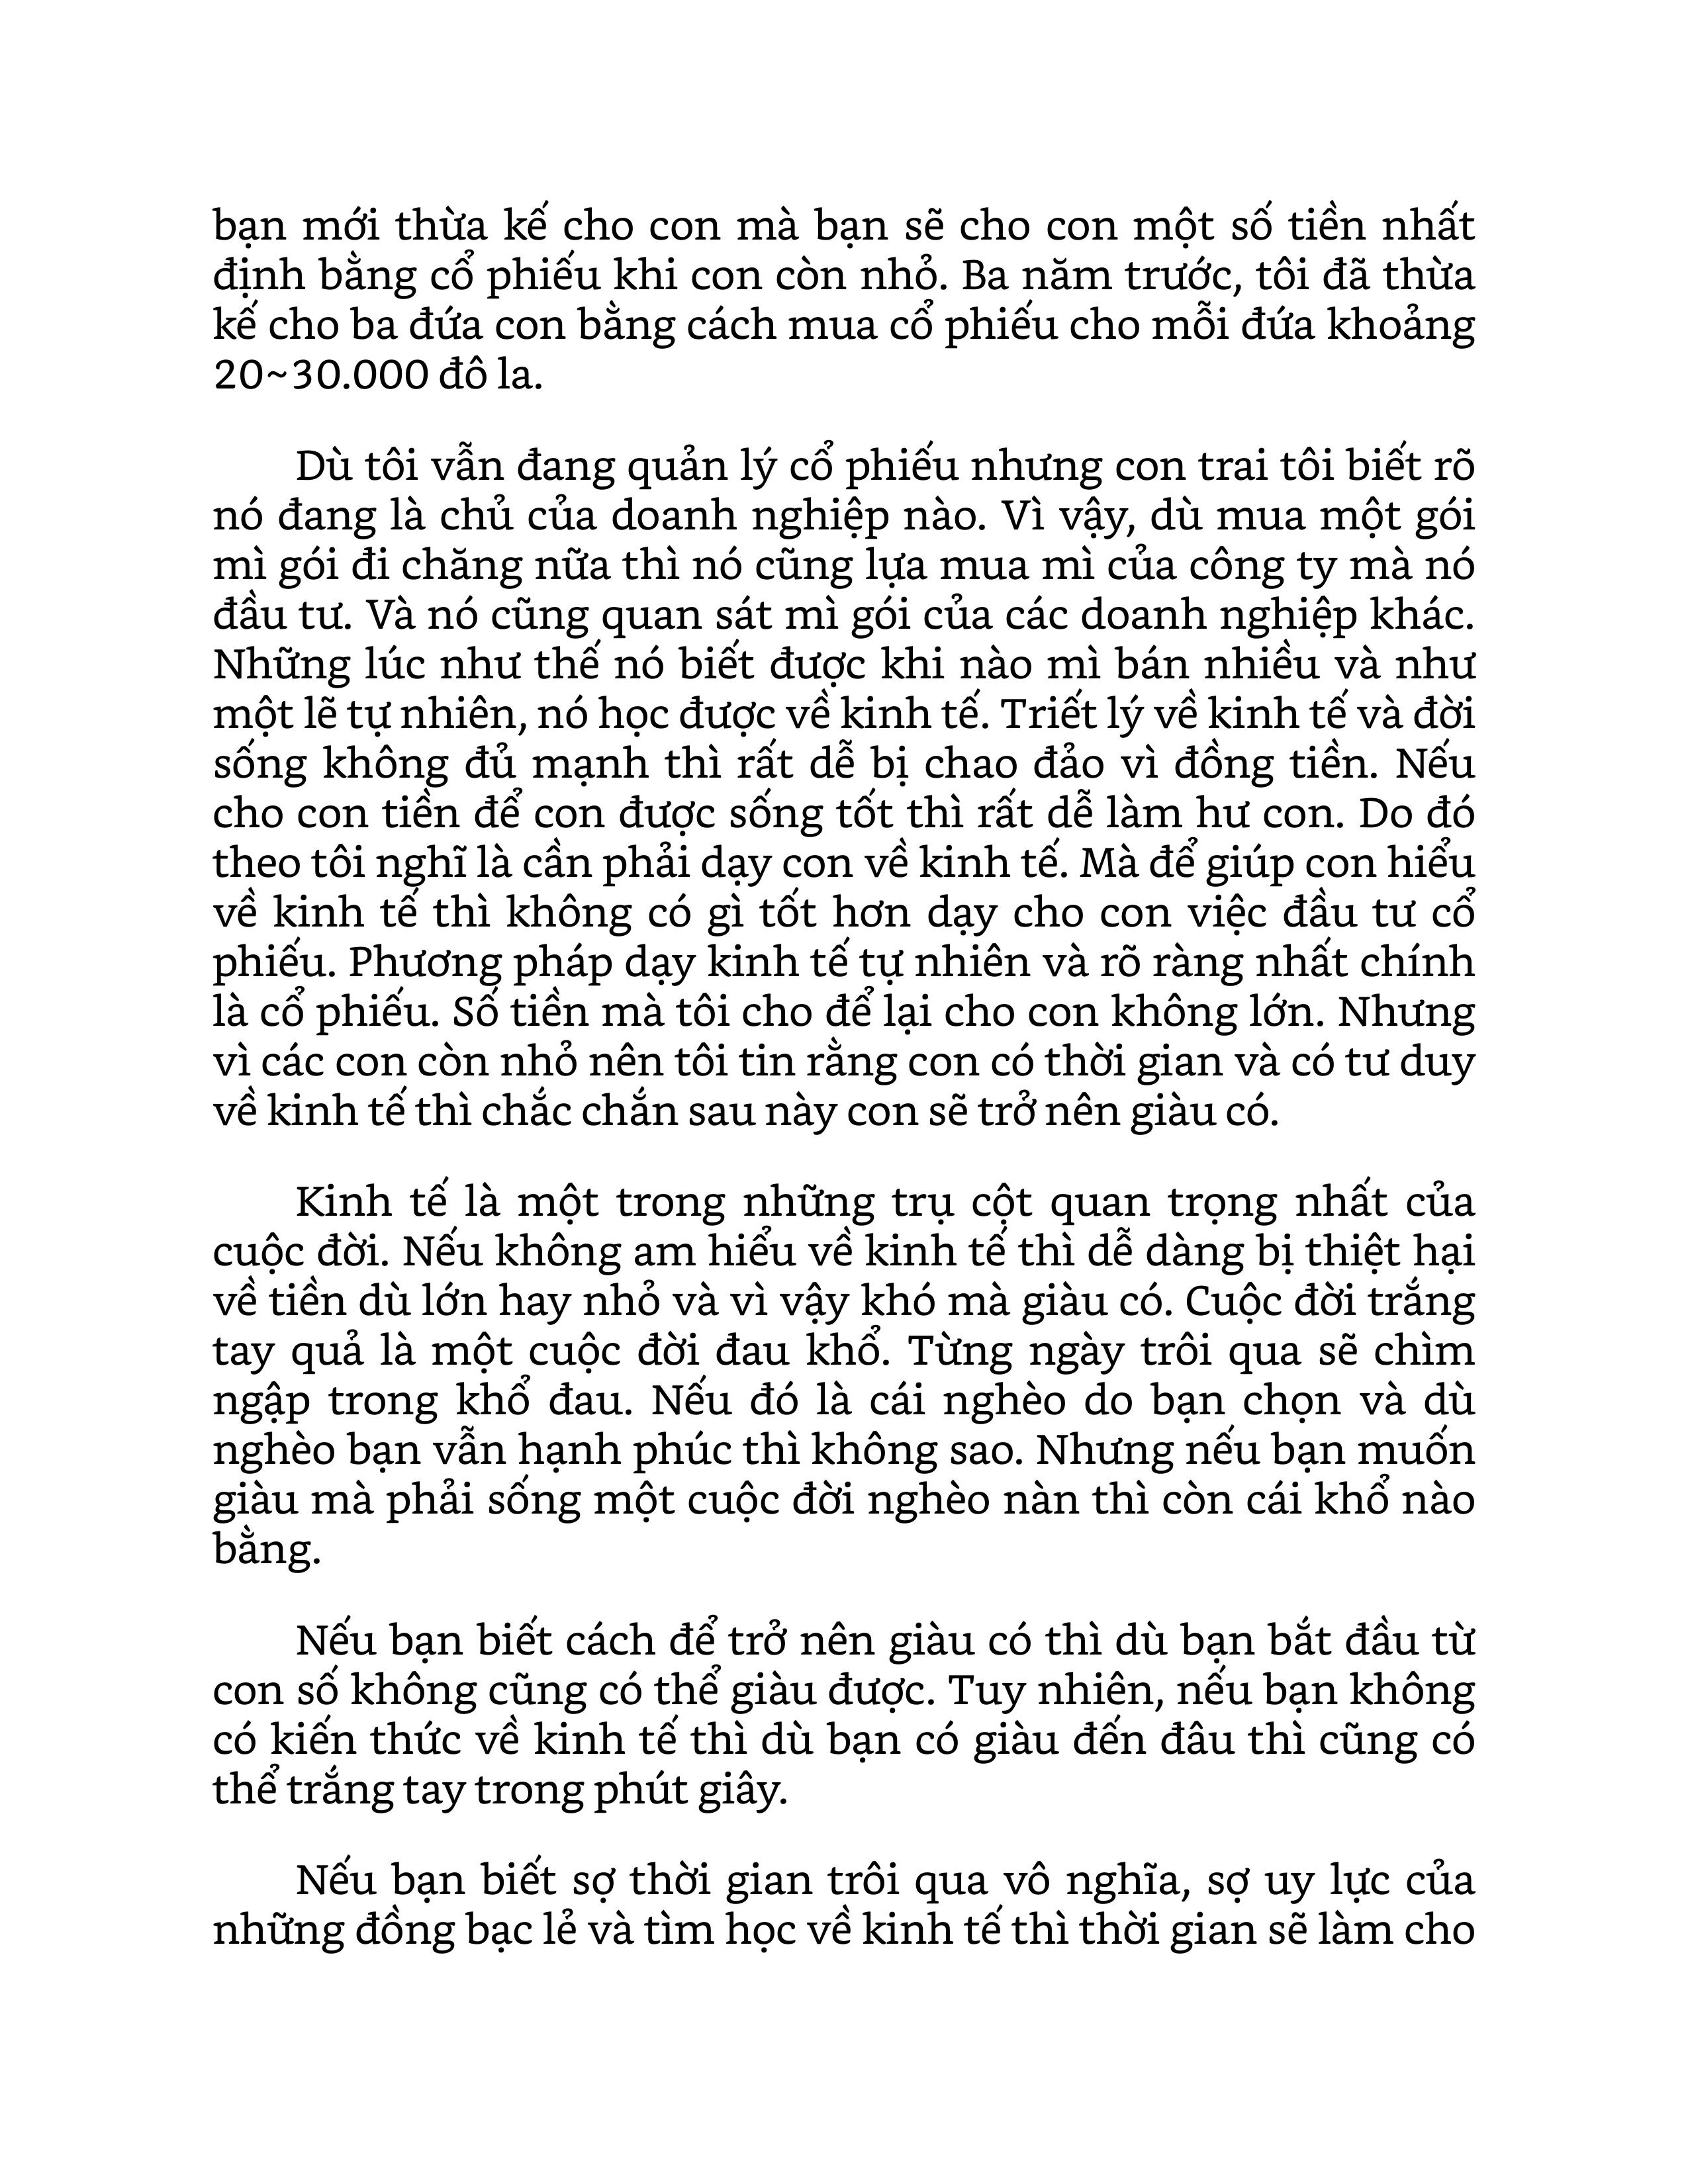 bạn mới thừa kế cho con mà bạn sẽ cho con một số tiền nhất
định bằng cổ phiếu khi con còn nhỏ. Ba năm trước, tôi đã thừa
kế cho ba đứa con bằng cách mua cổ phiếu cho mỗi đứa khoảng
20~30.000 đô la.
Dù tôi vẫn đang quản lý cổ phiếu nhưng con trai tôi biết rõ
nó đang là chủ của doanh nghiệp nào. Vì vậy, dù mua một gói
mì gói đi chăng nữa thì nó cũng lựa mua mì của công ty mà nó
đầu tư. Và nó cũng quan sát mì gói của các doanh nghiệp khác.
Những lúc như thế nó biết được khi nào mì bán nhiều và như
một lẽ tự nhiên, nó học được về kinh tế. Triết lý về kinh tế và đời
sống không đủ mạnh thì rất dễ bị chao đảo vì đồng tiền. Nếu
cho con tiền để con được sống tốt thì rất dễ làm hư con. Do đó
theo tôi nghĩ là cần phải dạy con về kinh tế. Mà để giúp con hiểu
về kinh tế thì không có gì tốt hơn dạy cho con việc đầu tư cổ
phiếu. Phương pháp dạy kinh tế tự nhiên và rõ ràng nhất chính
là cổ phiếu. Số tiền mà tôi cho để lại cho con không lớn. Nhưng
vì các con còn nhỏ nên tôi tin rằng con có thời gian và có tư duy
về kinh tế thì chắc chắn sau này con sẽ trở nên giàu có.
Kinh tế là một trong những trụ cột quan trọng nhất của
cuộc đời. Nếu không am hiểu về kinh tế thì dễ dàng bị thiệt hại
về tiền dù lớn hay nhỏ và vì vậy khó mà giàu có. Cuộc đời trắng
tay quả là một cuộc đời đau khổ. Từng ngày trôi qua sẽ chìm
ngập trong khổ đau. Nếu đó là cái nghèo do bạn chọn và dù
nghèo bạn vẫn hạnh phúc thì không sao. Nhưng nếu bạn muốn
giàu mà phải sống một cuộc đời nghèo nàn thì còn cái khổ nào
bằng.
Nếu bạn biết cách để trở nên giàu có thì dù bạn bắt đầu từ
con số không cũng có thể giàu được. Tuy nhiên, nếu bạn không
có kiến thức về kinh tế thì dù bạn có giàu đến đâu thì cũng có
thể trắng tay trong phút giây.
Nếu bạn biết sợ thời gian trôi qua vô nghĩa, sợ uy lực của
những đồng bạc lẻ và tìm học về kinh tế thì thời gian sẽ làm cho